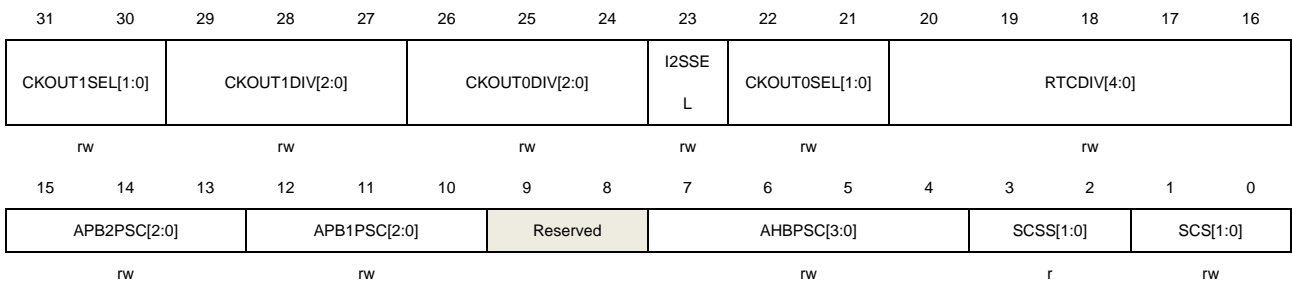 31 30 29 28 27 26 25 24 23 22 21 20 19 18 17 16
CKOUT1SEL[1:0] CKOUT1DIV[2:0] CKOUT0DIV[2:0] I2SSE
L CKOUT0SEL[1:0] RTCDIV[4:0]
rw rw rw rw rw rw
15 14 13 12 11 10 9 8 7 6 5 4 3 2 1 0
APB2PSC[2:0] APB1PSC[2:0] Reserved AHBPSC[3:0] SCSS[1:0] SCS[1:0]
rw rw rw r rw